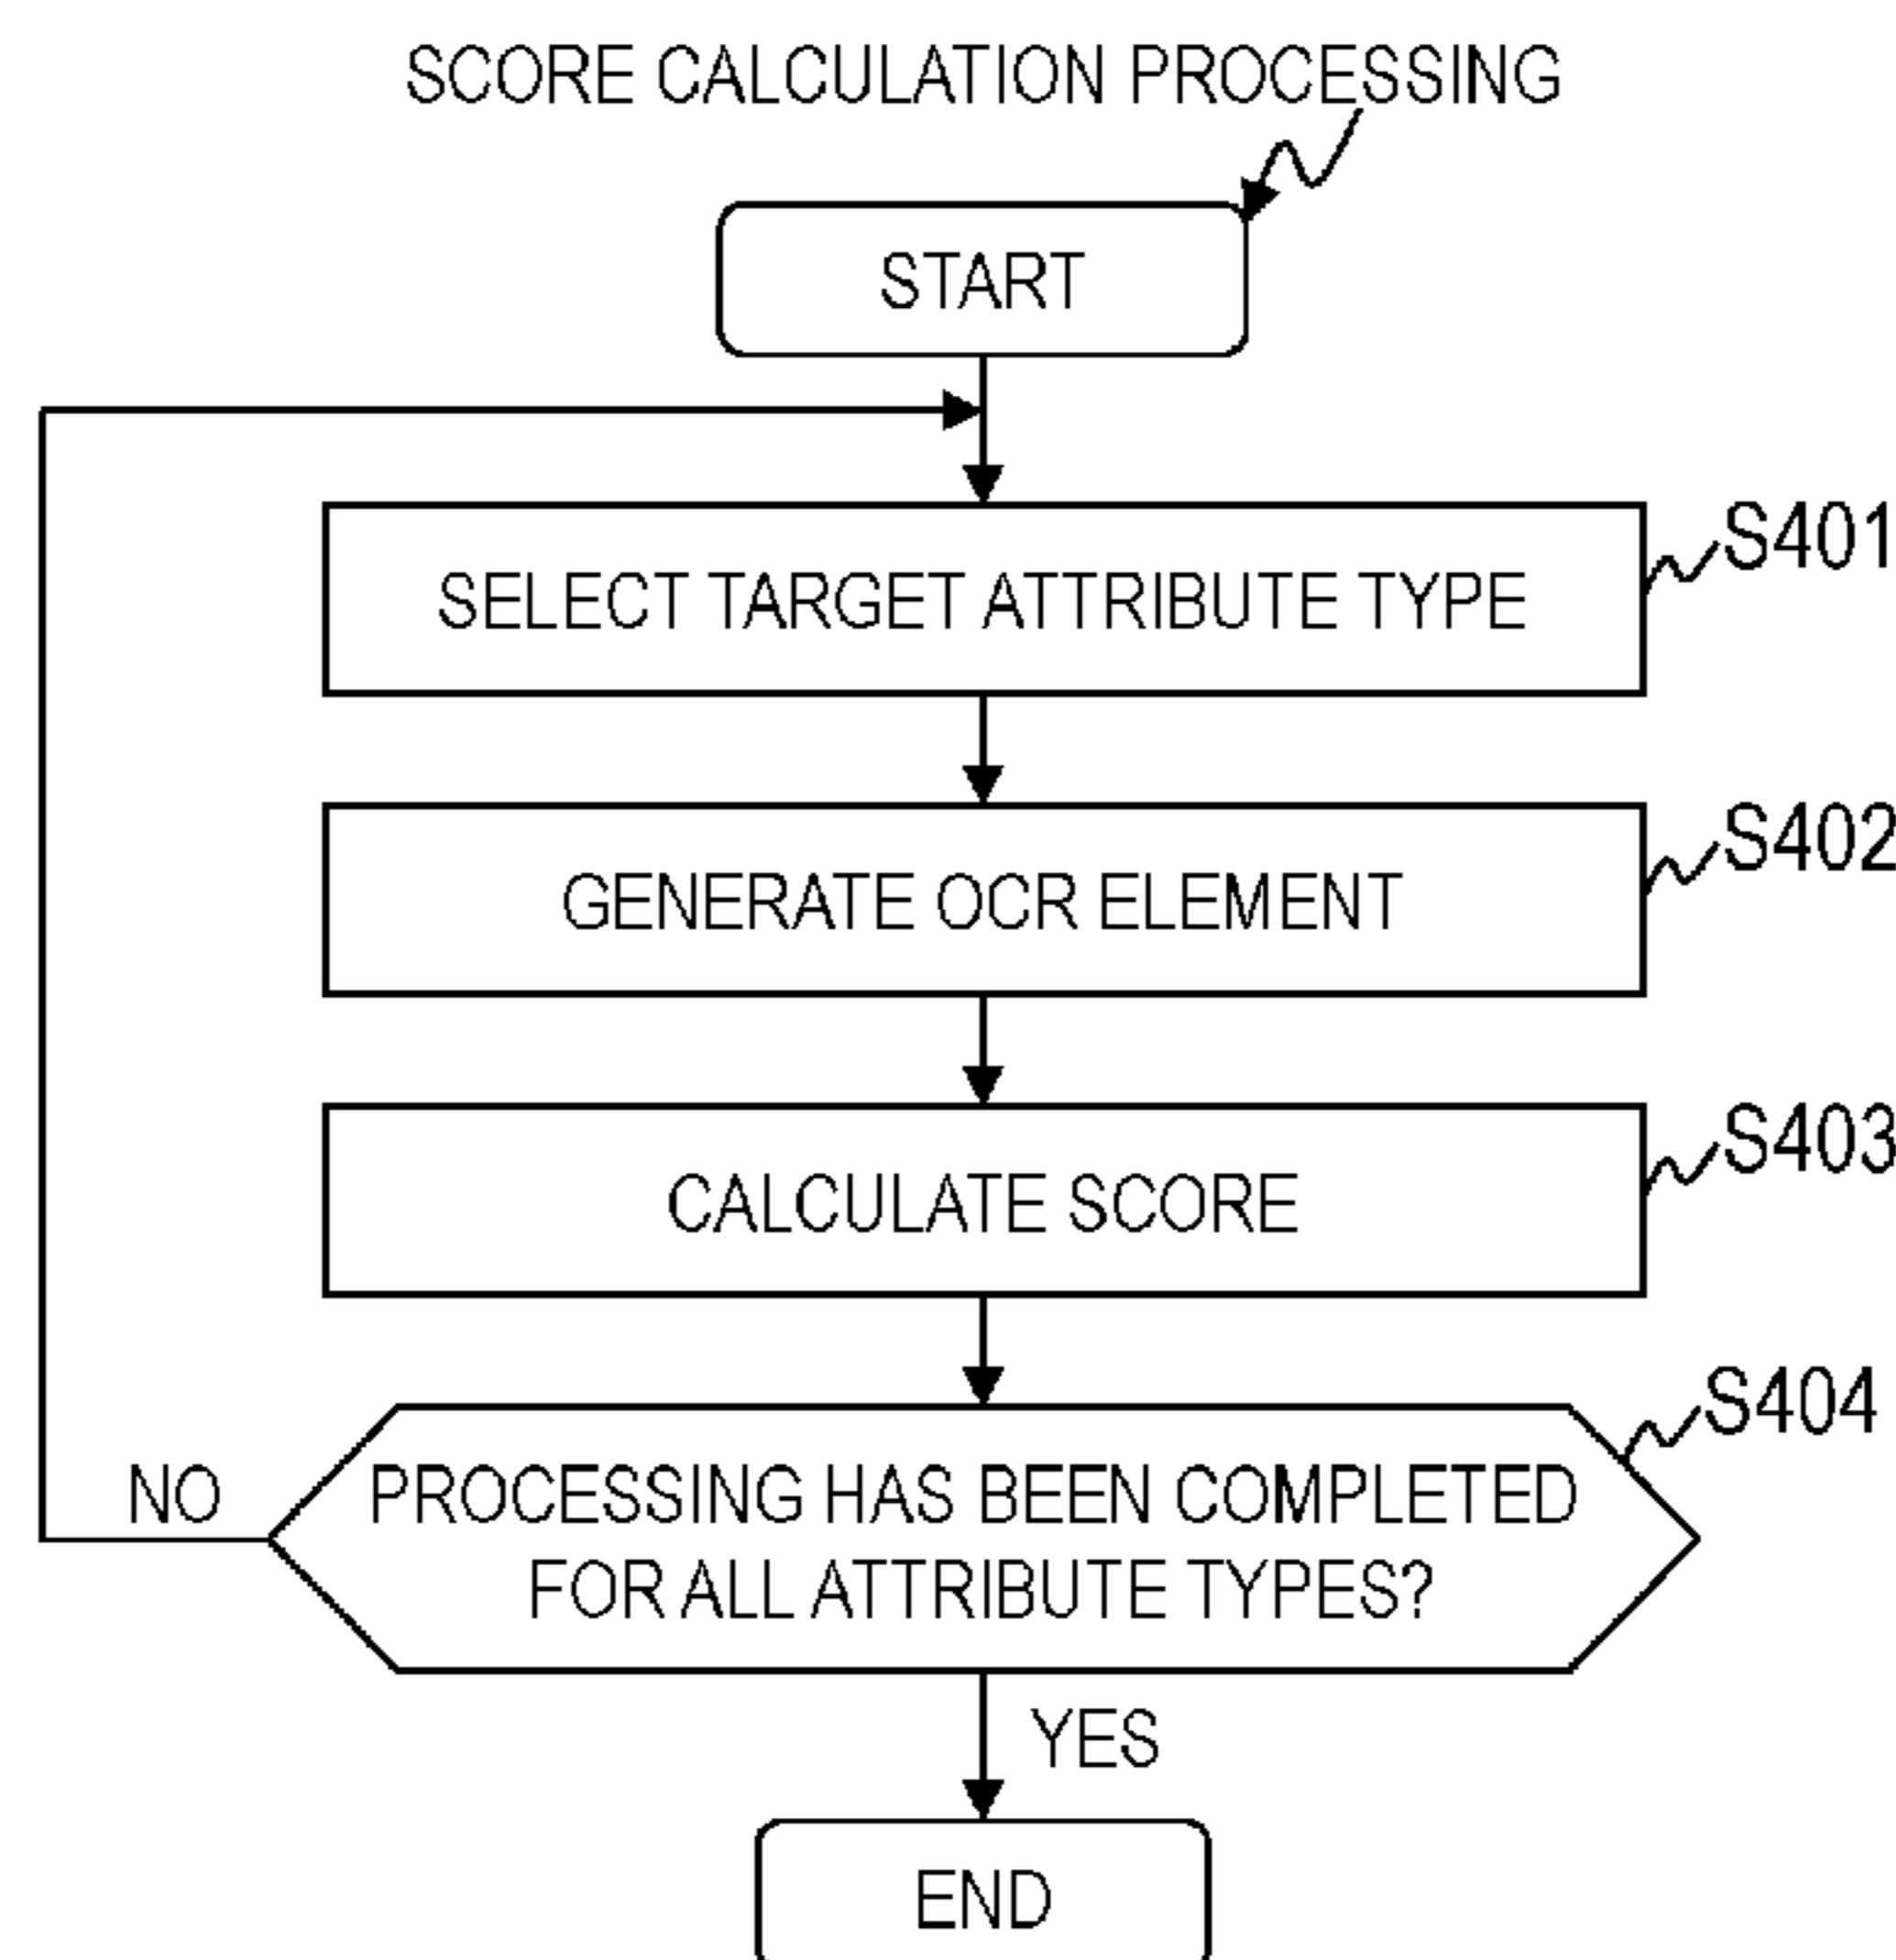 SCORE CALCULATION PROCESSING
START
SELECT TARGET ATTRIBUTE TYPE
S401
GENERATE OCR ELEMENT
S402
CALCULATE SCORE
S403
S404
NO
PROCESSING HAS BEEN COMPLETED
FOR ALL ATTRIBUTE TYPES?
YES
END